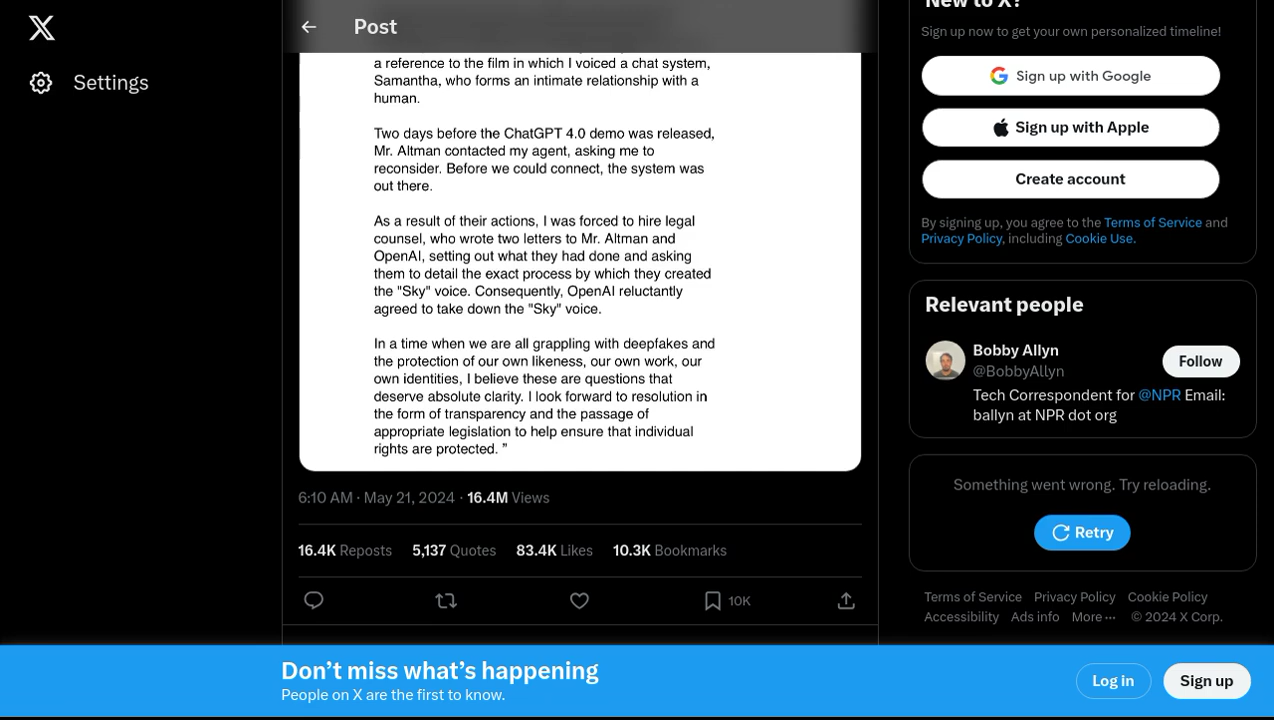 Post
Settings
a reference to the film in which I voiced a chat system,
Samantha, who forms an intimate relationship with a
human.
Two days before the ChatGPT 4.0 demo was released,
Mr. Altman contacted my agent, asking me to
reconsider. Before we could connect, the system was
out there.
As a result of their actions, I was forced to hire legal
counsel, who wrote two letters to Mr. Altman and
OpenAI, setting out what they had done and asking
them to detail the exact process by which they created
the "Sky" voice. Consequently, OpenAI reluctantly
agreed to take down the "Sky" voice.
In a time when we are all grappling with deepfakes and
the protection of our own likeness, our own work, our
own identities, I believe these are questions that
deserve absolute clarity. I look forward to resolution in
the form of transparency and the passage of
appropriate legislation to help ensure that individual
rights are protected. ”
6:10 AM · May 21, 2024 · 16.4M Views
16.4K Reposts 5,137 Quotes 83.4K Likes 10.3K Bookmarks
10K
New to X?
Sign up now to get your own personalized timeline!
Sign up with Google
Sign up with Apple
Create account
By signing up, you agree to the Terms of Service and
Privacy Policy, including Cookie Use.
Relevant people
Bobby Allyn
@BobbyAllyn
Follow
Tech Correspondent for @NPR Email:
ballyn at NPR dot org
Something went wrong. Try reloading.
Retry
Terms of Service Privacy Policy Cookie Policy
Accessibility Ads info More ··· © 2024 X Corp.
Don’t miss what’s happening
People on X are the first to know.
Log in
Sign up